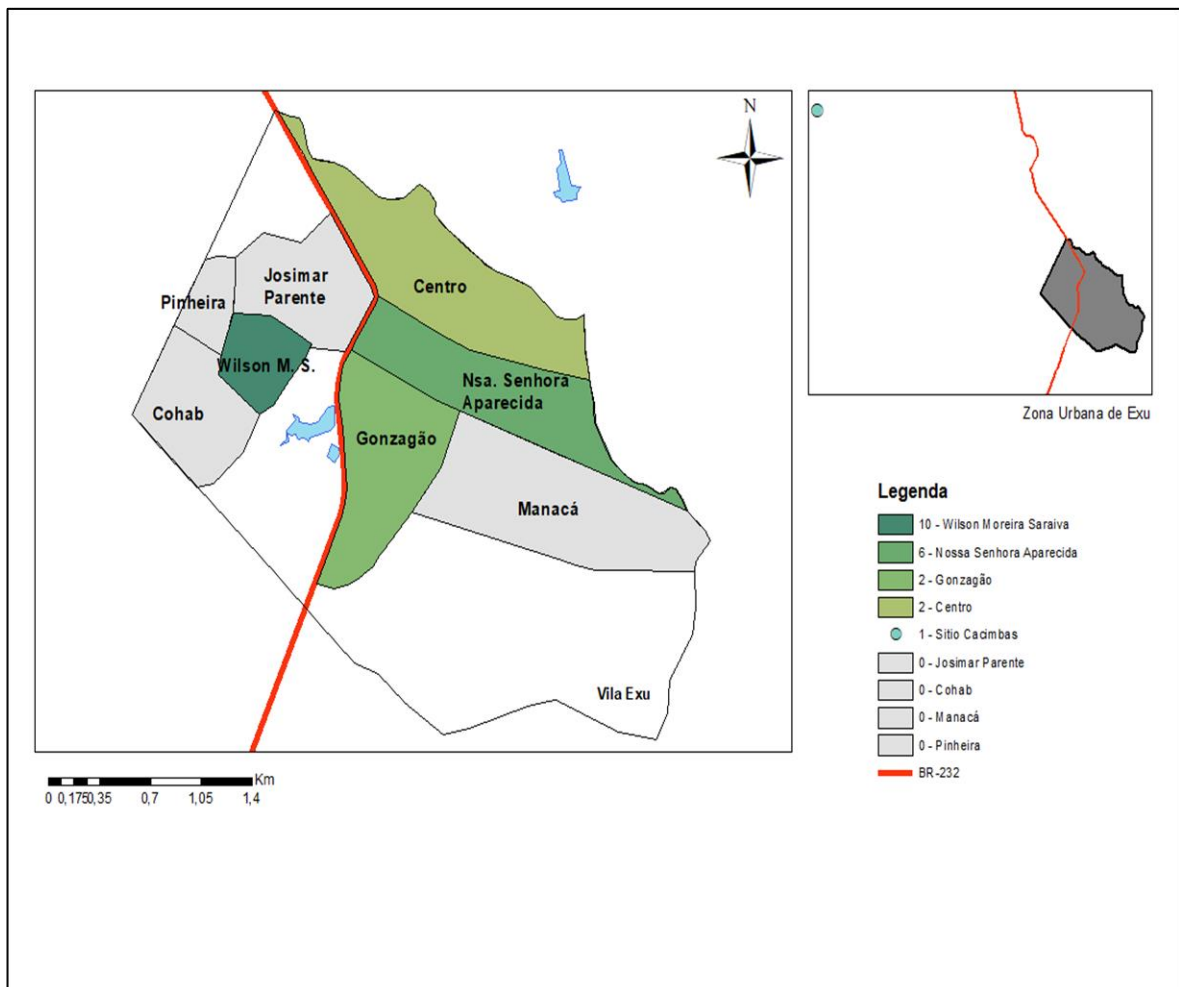 N
Centro
Josimar
Parente
Pinheira
Wilson M. S.
Nsa. Senhora
Aparecida
Cohab
Gonzagão
Manacá
Vila Exu
Km
0 0,175 0,35 0,7 1,05 1,4
Zona Urbana de Exu
Legenda
10 - Wilson Moreira Saraiva
6 - Nossa Senhora Aparecida
2 - Gonzagão
2 - Centro
1 - Sitio Cacimbas
0 - Josimar Parente
0 - Cohab
0 - Manacá
0 - Pinheira
BR-232